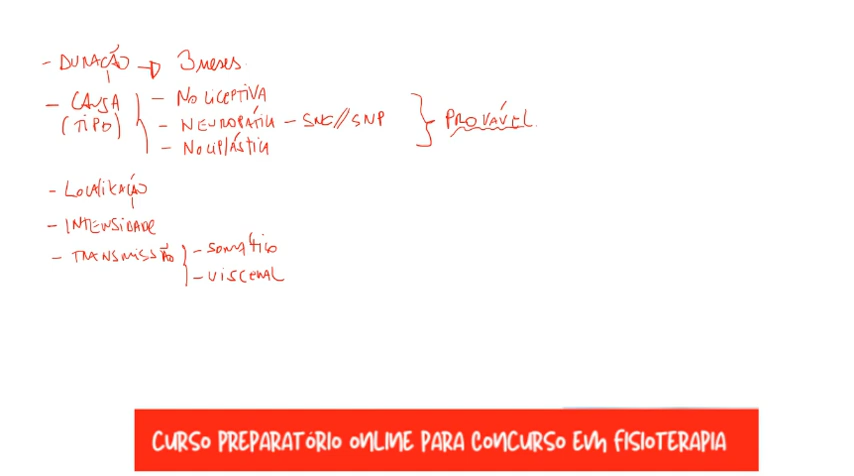 - DURAÇÃO → 3 meses
- CAUSA - NOCICEPTIVA
(TIPO) - NEUROPÁTICA - SNC // SNP - PROVÁVEL
- NOCIPLÁSTICA
- LOCALIZAÇÃO
- INTENSIDADE
- TRANSMISSÃO - SOMÁTICO
- VISCERAL
CURSO PREPARATÓRIO ONLINE PARA CONCURSO EM FISIOTERAPIA